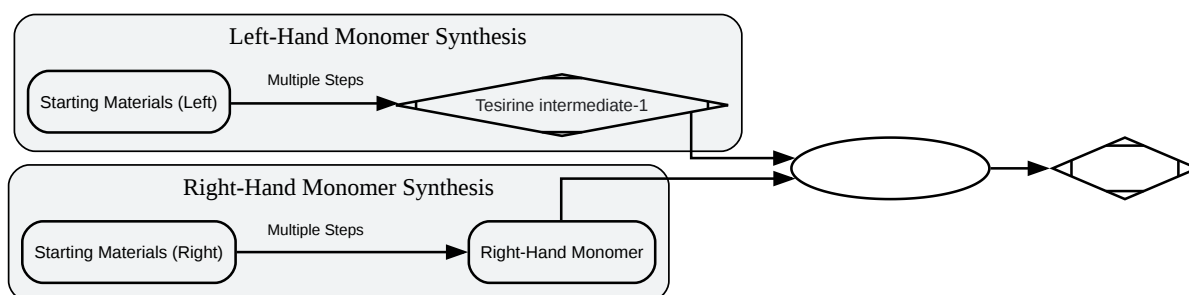 Left-Hand Monomer Synthesis
Multiple Steps
Starting Materials (Left)
Tesirine intermediate-1
Right-Hand Monomer Synthesis
Multiple Steps
Starting Materials (Right)
Right-Hand Monomer